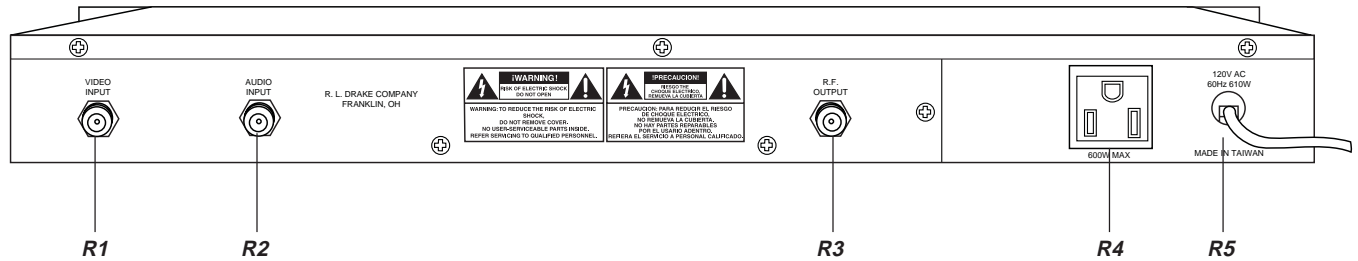 VIDEO
INPUT
AUDIO
INPUT
R. L. DRAKE COMPANY
FRANKLIN, OH
¡WARNING!
RISK OF ELECTRIC SHOCK
DO NOT OPEN
WARNING: TO REDUCE THE RISK OF ELECTRIC
SHOCK,
DO NOT REMOVE COVER.
NO USER-SERVICEABLE PARTS INSIDE.
REFER SERVICING TO QUALIFIED PERSONNEL.
!PRECAUCION!
RIESGO THE
CHOQUE ELECTRICO,
REMUEVA LA CUBIERTA
PRECAUCION: PARA REDUCIR EL RIESGO
DE CHOQUE ELECTRICO,
NO REMUEVA LA CUBIERTA,
NO HAY PARTES REPARABLES
POR EL USARIO ADENTRO,
REFIERA EL SERVICIO A PERSONAL CALIFICADO.
R.F.
OUTPUT
600W MAX
120V AC
60Hz 610W
MADE IN TAIWAN
R1
R2
R3
R4
R5